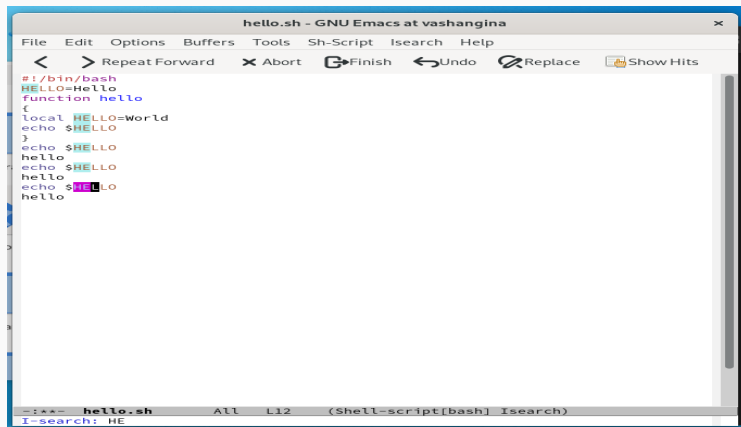 hello.sh - GNU Emacs at vashangina
File Edit Options Buffers Tools Sh-Script Isearch Help
Repeat Forward Abort Finish Undo Replace Show Hits
#!/bin/bash
HELLO=Hello
function hello
{
local HELLO=World
echo $HELLO
}
echo $HELLO
hello
echo $HELLO
hello
echo $HELLO
hello
-:**- hello.sh All L12 (Shell-script[bash] Isearch)
I-search: HE